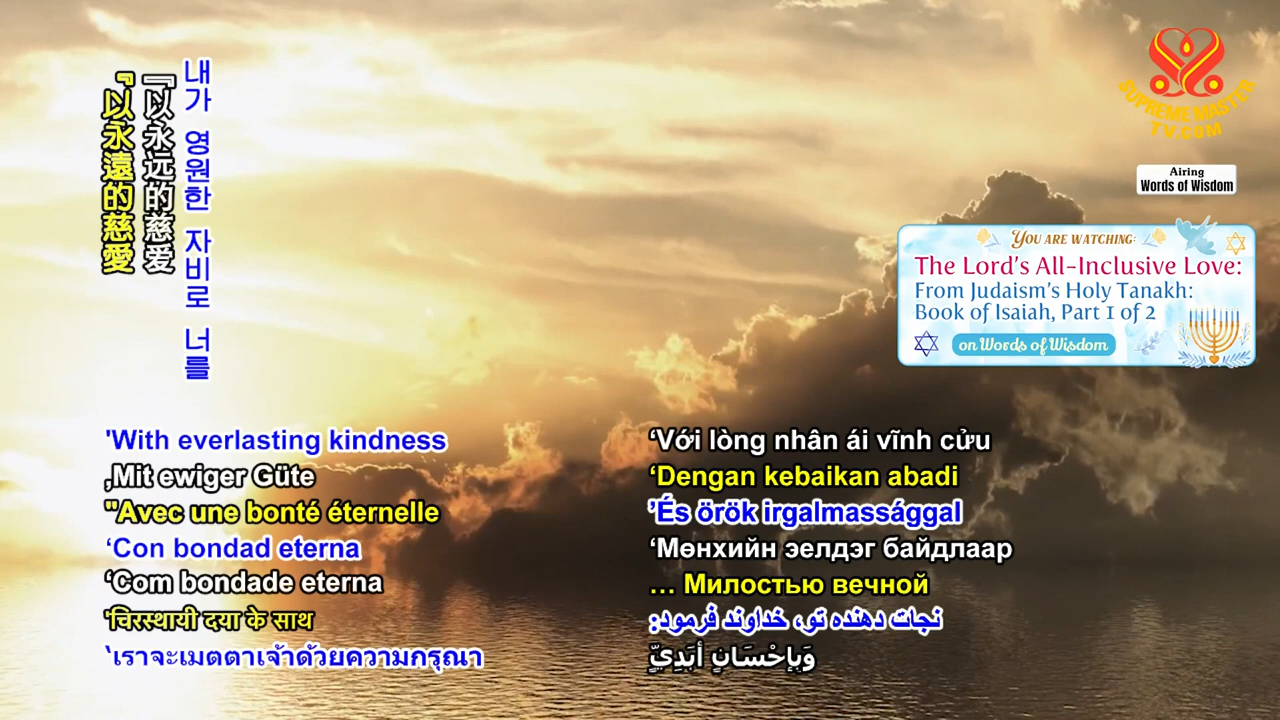 『以永遠的慈愛
『以永远的慈爱
내가 영원한 자비로 너를
SUPREME MASTER
TV.COM
Airing
Words of Wisdom
YOU ARE WATCHING:
The Lord's All-Inclusive Love:
From Judaism's Holy Tanakh:
Book of Isaiah, Part 1 of 2
on Words of Wisdom
'With everlasting kindness
‚Mit ewiger Güte
"Avec une bonté éternelle
‘Con bondad eterna
‘Com bondade eterna
'चिरस्थायी दया के साथ
‘เราจะเมตตาเจ้าด้วยความกรุณา
‘Với lòng nhân ái vĩnh cửu
‘Dengan kebaikan abadi
’És örök irgalmassággal
‘Мөнхийн эелдэг байдлаар
… Милостью вечной
نجات دهنده تو، خداوند فرمود:
وَبِإِحْسَانٍ أَبَدِيٍّ